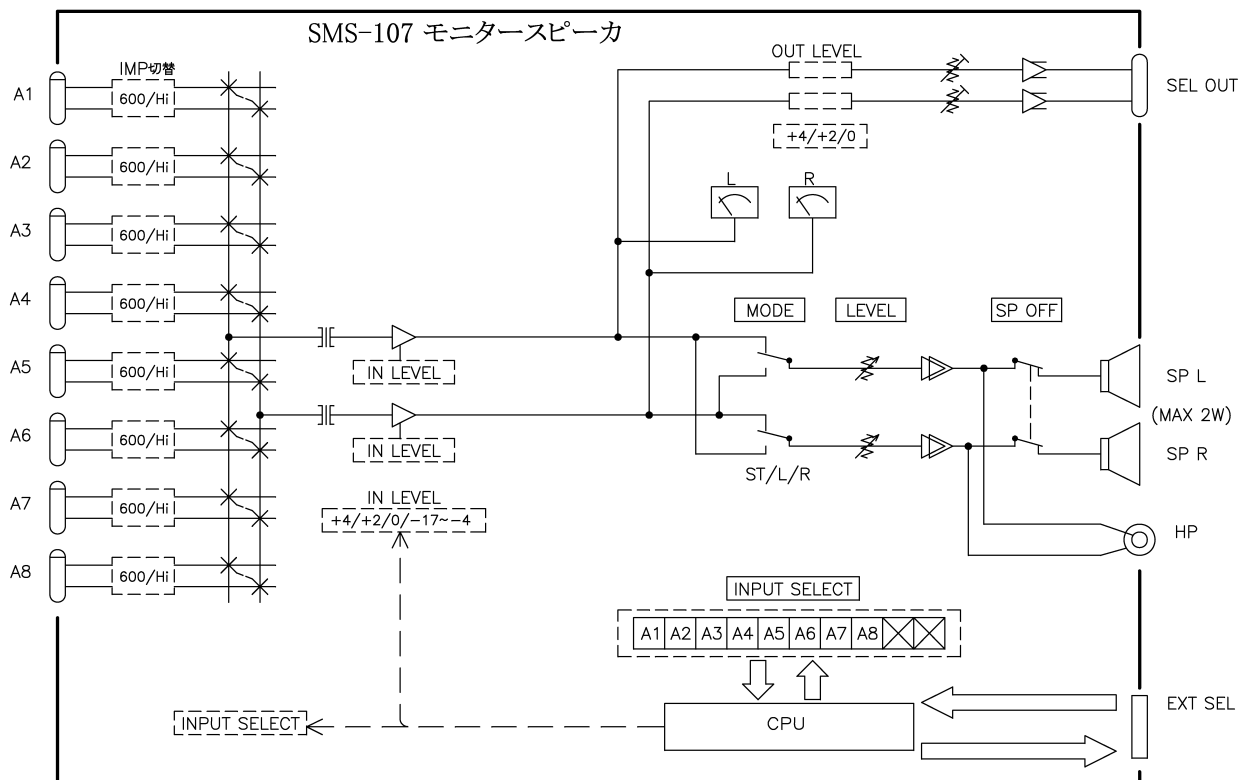 SMS-107 モニタースピーカ
IMP切替
A1
600/Hi
A2
600/Hi
A3
600/Hi
A4
600/Hi
A5
600/Hi
A6
600/Hi
A7
600/Hi
A8
600/Hi
OUT LEVEL
SEL OUT
+4/+2/0
L
R
MODE
LEVEL
SP OFF
IN LEVEL
SP L
(MAX 2W)
IN LEVEL
SP R
ST/L/R
IN LEVEL
+4/+2/0/-17~-4
HP
INPUT SELECT
A1 A2 A3 A4 A5 A6 A7 A8
INPUT SELECT
CPU
EXT SEL